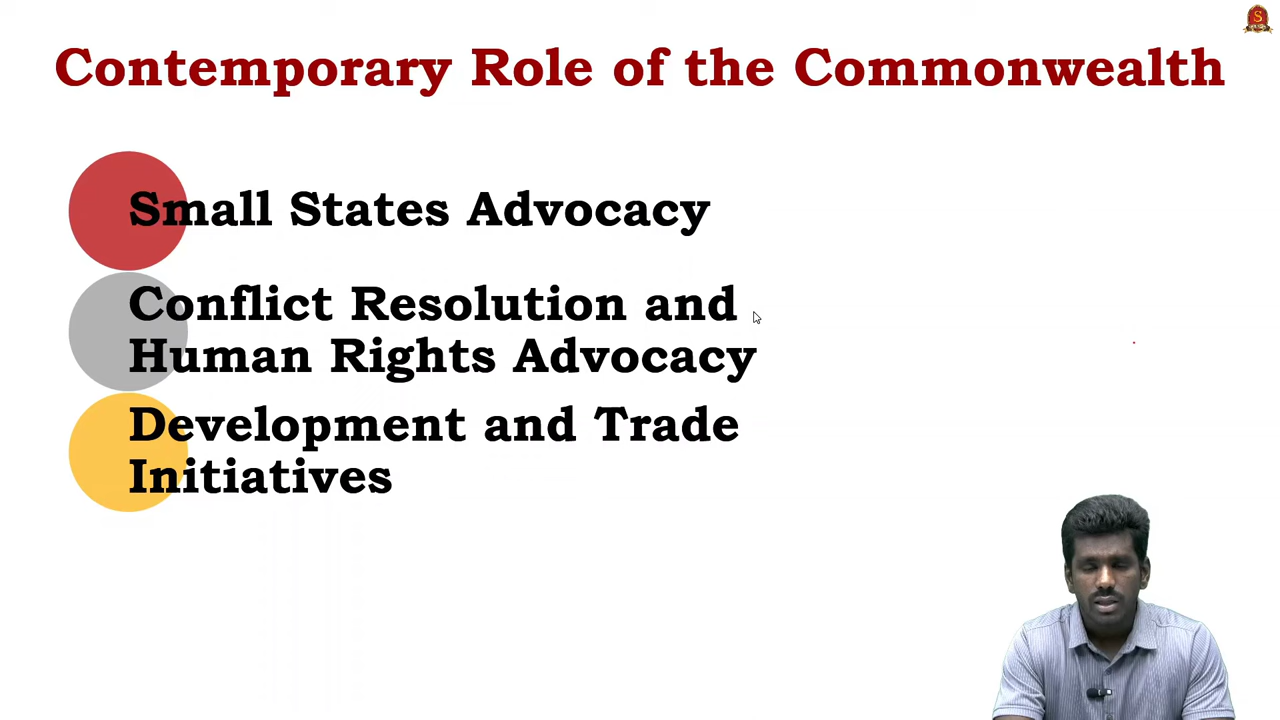 Contemporary Role of the Commonwealth
Small States Advocacy
Conflict Resolution and
Human Rights Advocacy
Development and Trade
Initiatives